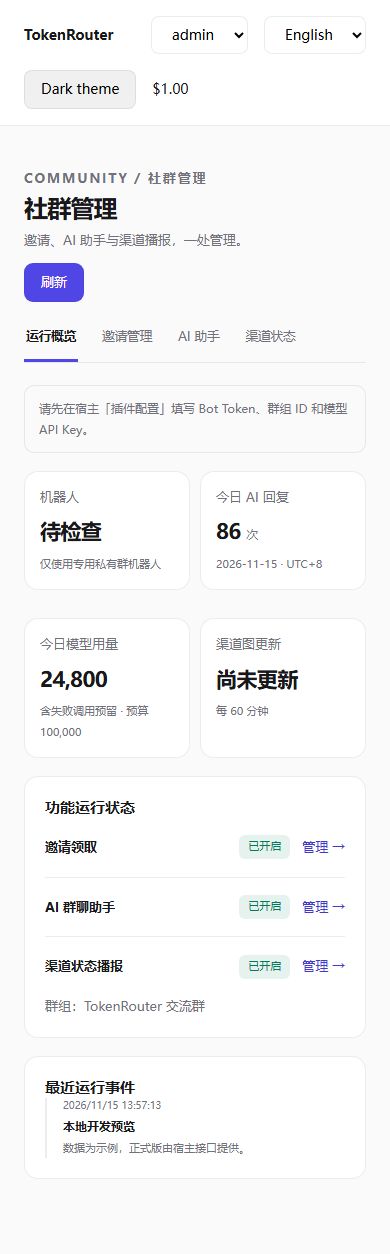 TokenRouter admin English
Dark theme $1.00
COMMUNITY / 社群管理
社群管理
邀请、AI 助手与渠道播报，一处管理。
刷新
运行概览 邀请管理 AI 助手 渠道状态
请先在宿主「插件配置」填写 Bot Token、群组 ID 和模型
API Key。
机器人
待检查
仅使用专用私有群机器人
今日 AI 回复
86 次
2026-11-15 · UTC+8
今日模型用量
24,800
含失败调用预留 · 预算
100,000
渠道图更新
尚未更新
每 60 分钟
功能运行状态
邀请领取 已开启 管理 →
AI 群聊助手 已开启 管理 →
渠道状态播报 已开启 管理 →
群组：TokenRouter 交流群
最近运行事件
2026/11/15 13:57:13
本地开发预览
数据为示例，正式版由宿主接口提供。